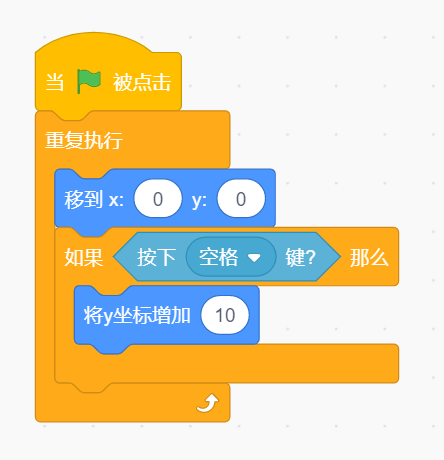 当 被点击
重复执行
移到 x: 0 y: 0
如果 按下 空格 键? 那么
将y坐标增加 10